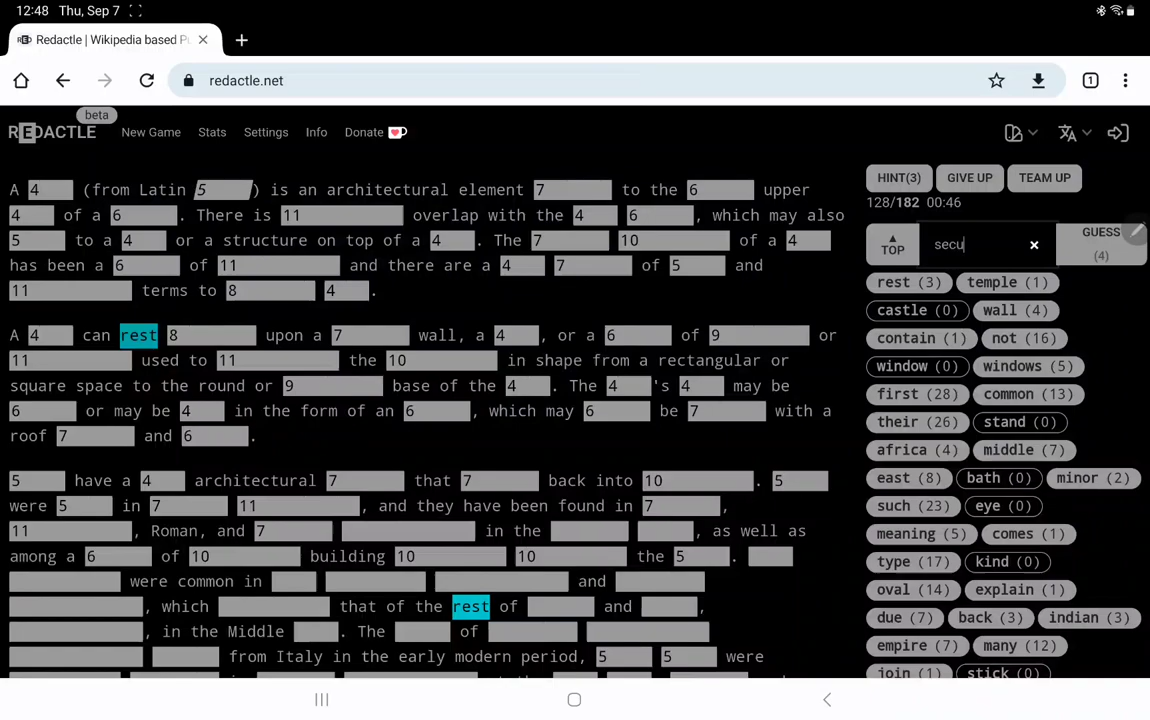 12:48 Thu, Sep 7
Redactle | Wikipedia based Pu
redactle.net
1
beta
REDACTLE New Game Stats Settings Info Donate
HINT(3) GIVE UP TEAM UP
128/182 00:46
TOP secu GUESS (4)
A 4 (from Latin 5 ) is an architectural element 7 to the 6 upper
4 of a 6 . There is 11 overlap with the 4 6 , which may also
5 to a 4 or a structure on top of a 4 . The 7 10 of a 4
has been a 6 of 11 and there are a 4 7 of 5 and
11 terms to 8 4 .
A 4 can rest 8 upon a 7 wall, a 4 , or a 6 of 9 or
11 used to 11 the 10 in shape from a rectangular or
square space to the round or 9 base of the 4 . The 4 's 4 may be
6 or may be 4 in the form of an 6 , which may 6 be 7 with a
roof 7 and 6 .
5 have a 4 architectural 7 that 7 back into 10 . 5
were 5 in 7 11 , and they have been found in 7 ,
11 , Roman, and 7 in the , as well as
among a 6 of 10 building 10 10 the 5 .
were common in and
, which that of the rest of and ,
, in the Middle . The of
from Italy in the early modern period, 5 5 were
rest (3) temple (1)
castle (0) wall (4)
contain (1) not (16)
window (0) windows (5)
first (28) common (13)
their (26) stand (0)
africa (4) middle (7)
east (8) bath (0) minor (2)
such (23) eye (0)
meaning (5) comes (1)
type (17) kind (0)
oval (14) explain (1)
due (7) back (3) indian (3)
empire (7) many (12)
join (1) stick (0)